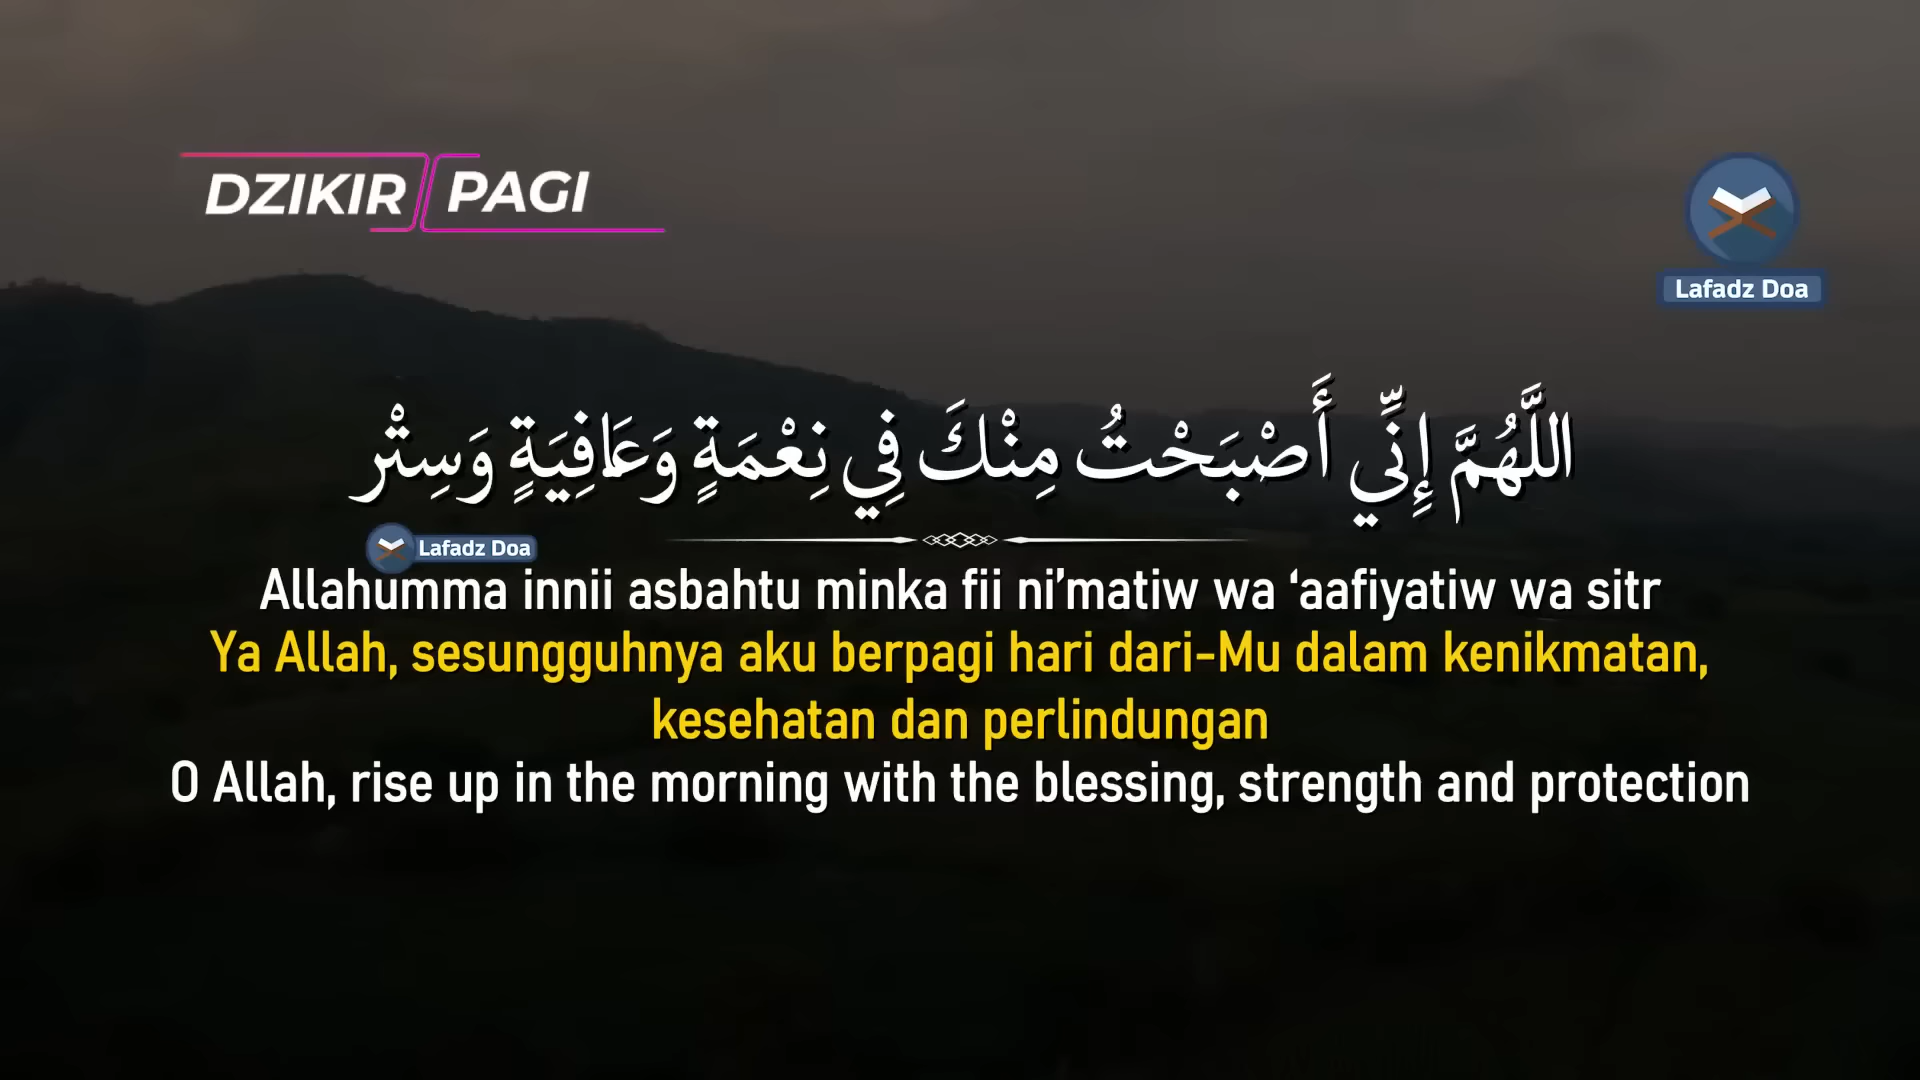 DZIKIR PAGI
Lafadz Doa
اللَّهُمَّ إِنِّي أَصْبَحْتُ مِنْكَ فِي نِعْمَةٍ وَعَافِيَةٍ وَسِتْرٍ
Lafadz Doa
Allahumma innii asbahtu minka fii ni’matiw wa ‘aafiyatiw wa sitr
Ya Allah, sesungguhnya aku berpagi hari dari-Mu dalam kenikmatan,
kesehatan dan perlindungan
O Allah, rise up in the morning with the blessing, strength and protection